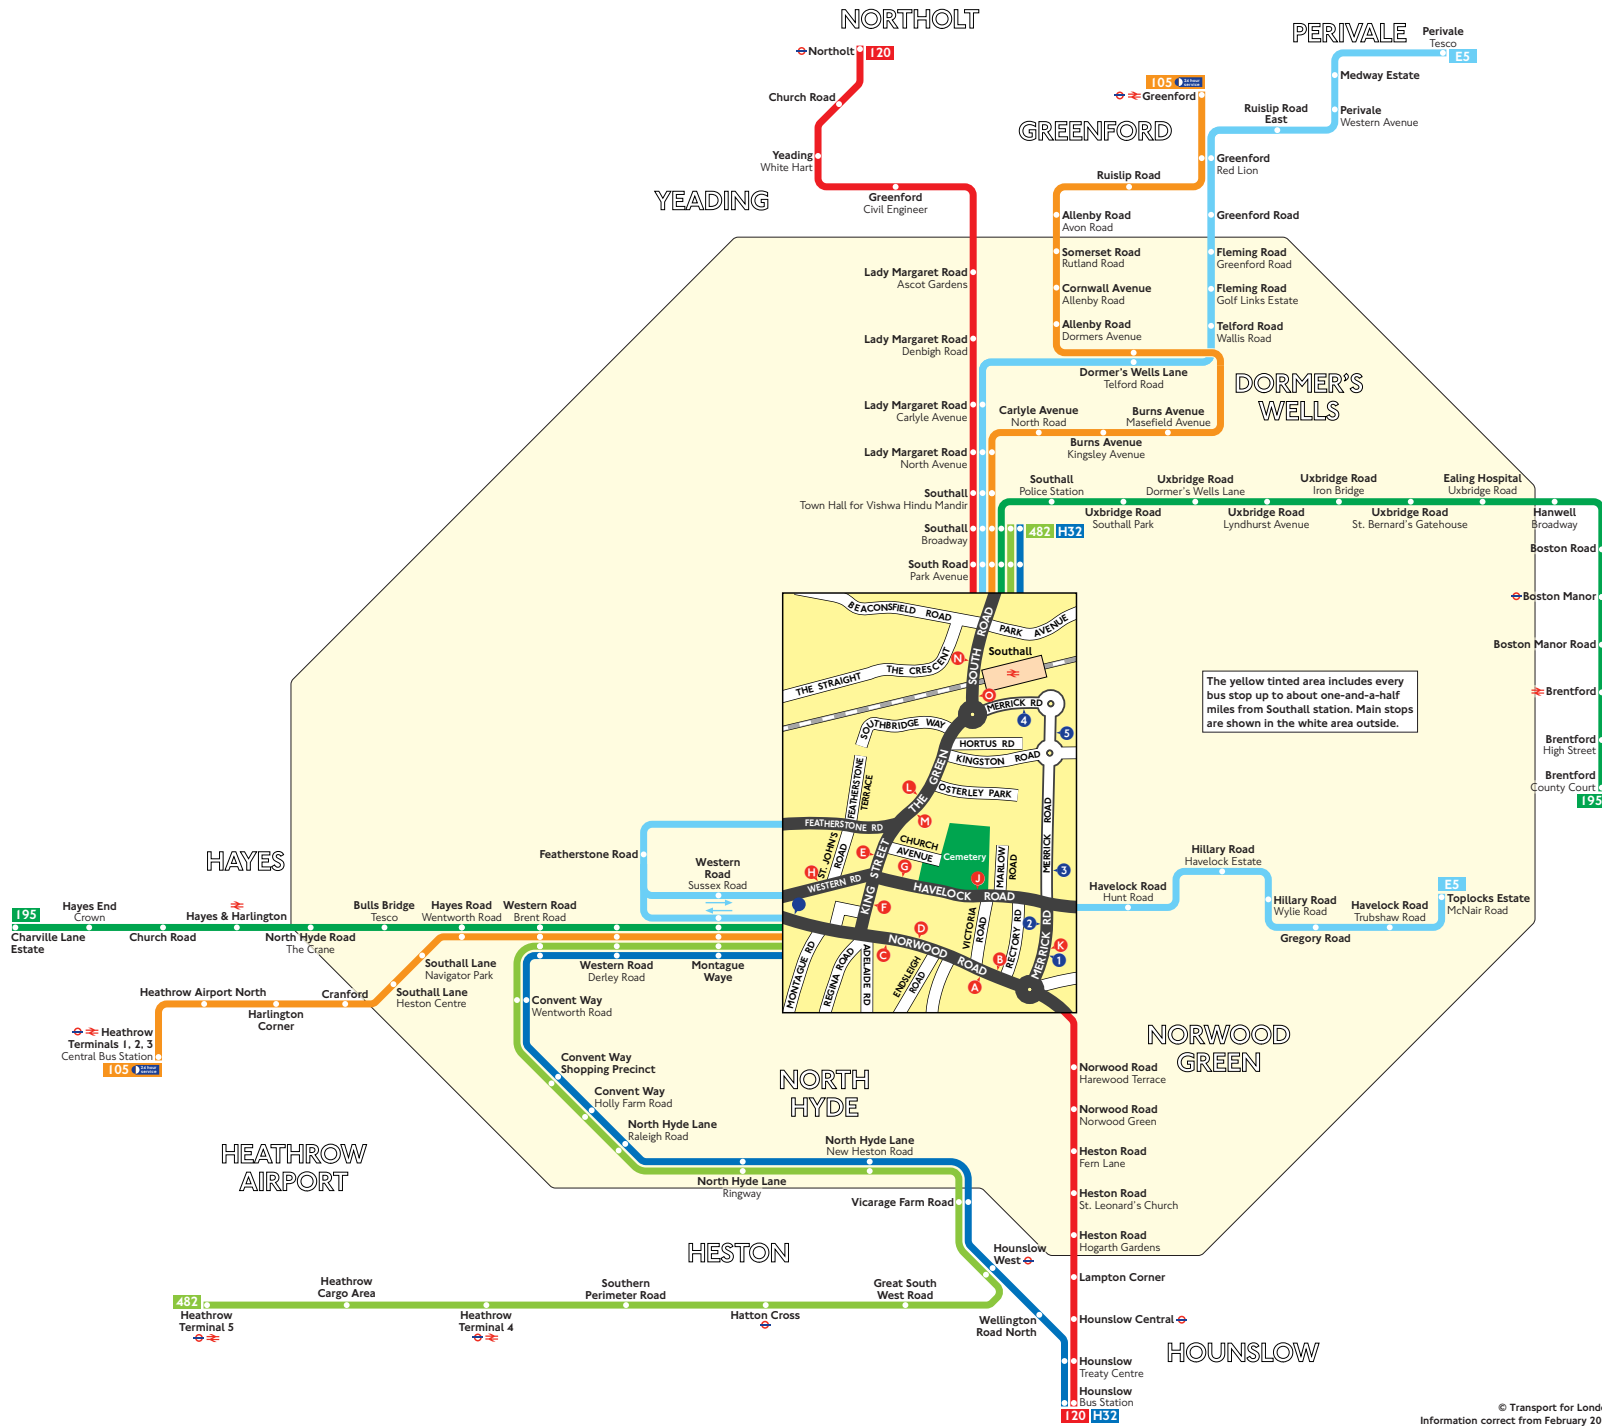 NORTHOLT
Northolt
120
Church Road
Yeading
White Hart
YEADING
Greenford
Civil Engineer
PERIVALE
Perivale
Tesco
E5
Medway Estate
Perivale
Western Avenue
Ruislip Road
East
105
24 hour
service
Greenford
GREENFORD
Greenford
Red Lion
Ruislip Road
Allenby Road
Avon Road
Greenford Road
Somerset Road
Rutland Road
Fleming Road
Greenford Road
Cornwall Avenue
Allenby Road
Fleming Road
Golf Links Estate
Allenby Road
Dormers Avenue
Telford Road
Wallis Road
Dormer's Wells Lane
Telford Road
DORMER'S
WELLS
Lady Margaret Road
Ascot Gardens
Lady Margaret Road
Denbigh Road
Lady Margaret Road
Carlyle Avenue
Carlyle Avenue
North Road
Burns Avenue
Masefield Avenue
Burns Avenue
Kingsley Avenue
Lady Margaret Road
North Avenue
Southall
Town Hall for Vishwa Hindu Mandir
Southall
Broadway
South Road
Park Avenue
482 H32
Southall
Police Station
Uxbridge Road
Southall Park
Uxbridge Road
Dormer's Wells Lane
Uxbridge Road
Lyndhurst Avenue
Uxbridge Road
Iron Bridge
Uxbridge Road
St. Bernard's Gatehouse
Ealing Hospital
Uxbridge Road
Hanwell
Broadway
Boston Road
Boston Manor
Boston Manor Road
Brentford
Brentford
High Street
Brentford
County Court
195
The yellow tinted area includes every
bus stop up to about one-and-a-half
miles from Southall station. Main stops
are shown in the white area outside.
BEACONSFIELD ROAD
SOUTH ROAD
PARK AVENUE
THE STRAIGHT
THE CRESCENT
N
Southall
O
MERRICK RD
4
5
SOUTHBRIDGE WAY
HORTUS RD
KINGSTON ROAD
THE GREEN
FEATHERSTONE
TERRACE
L
OSTERLEY PARK
M
FEATHERSTONE RD
ST. JOHN'S
ROAD
KING STREET
E
CHURCH
AVENUE
G
Cemetery
MARLOW
ROAD
MERRICK ROAD
H
WESTERN RD
HAVELOCK ROAD
J
3
F
D
VICTORIA
ROAD
RECTORY RD
2
MERRICK RD
K
1
NORWOOD ROAD
C
B
A
MONTAGUE RD
REGINA ROAD
ADELAIDE RD
ENDSLEIGH
ROAD
HAYES
Featherstone Road
Western
Road
Sussex Road
195
Charville Lane
Estate
Hayes End
Crown
Church Road
Hayes & Harlington
North Hyde Road
The Crane
Bulls Bridge
Tesco
Hayes Road
Wentworth Road
Western Road
Brent Road
Western Road
Derley Road
Montague
Waye
Southall Lane
Navigator Park
Southall Lane
Heston Centre
Cranford
Heathrow Airport North
Harlington
Corner
Heathrow
Terminals 1, 2, 3
Central Bus Station
105
24 hour
service
Convent Way
Wentworth Road
Convent Way
Shopping Precinct
Convent Way
Holly Farm Road
North Hyde Lane
Raleigh Road
North Hyde Lane
Ringway
North Hyde Lane
New Heston Road
Vicarage Farm Road
NORTH
HYDE
HEATHROW
AIRPORT
HESTON
482
Heathrow
Terminal 5
Heathrow
Cargo Area
Heathrow
Terminal 4
Southern
Perimeter Road
Hatton Cross
Great South
West Road
Hounslow
West
Wellington
Road North
Havelock Road
Hunt Road
Hillary Road
Havelock Estate
Hillary Road
Wylie Road
Gregory Road
Havelock Road
Trubshaw Road
E5
Toplocks Estate
McNair Road
NORWOOD
GREEN
Norwood Road
Harewood Terrace
Norwood Road
Norwood Green
Heston Road
Fern Lane
Heston Road
St. Leonard's Church
Heston Road
Hogarth Gardens
Lampton Corner
Hounslow Central
Hounslow
Treaty Centre
Hounslow
Bus Station
120 H32
HOUNSLOW
© Transport for Lond
Information correct from February 20